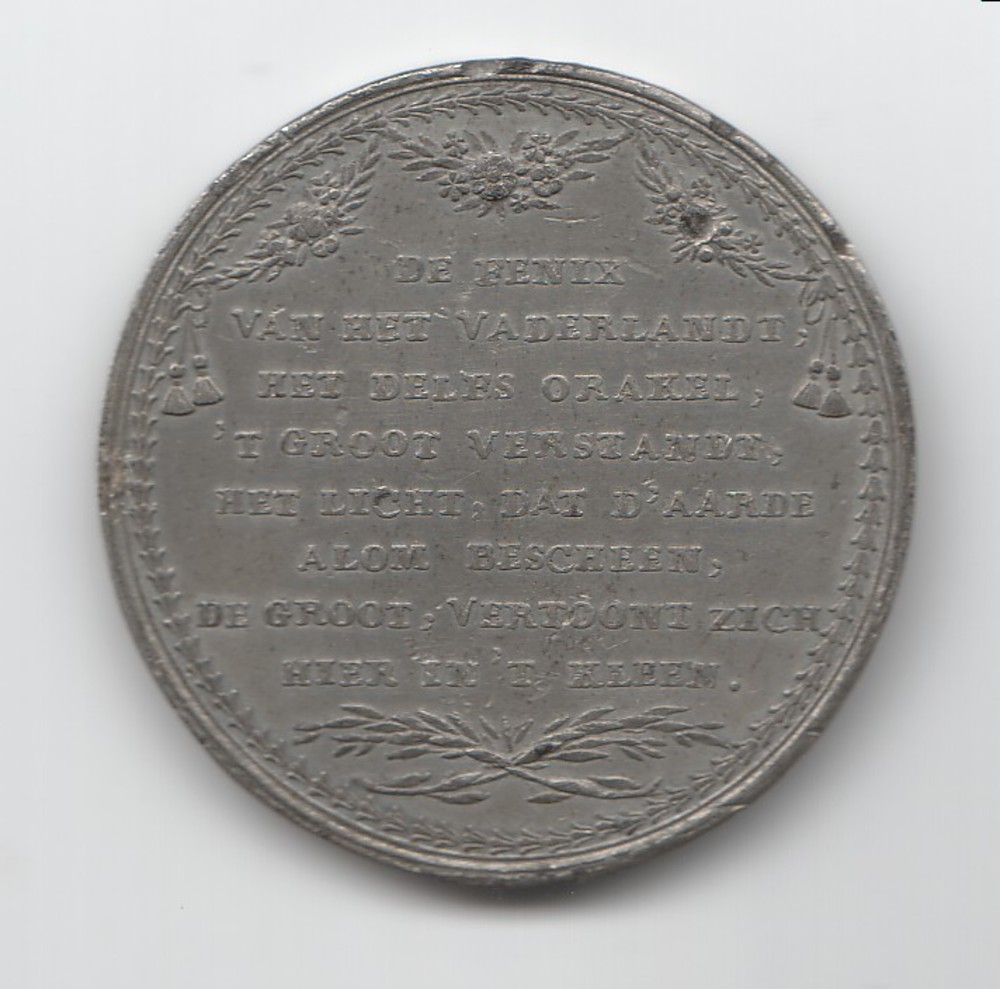 DE FENIX
VAN HET VADERLANDT,
HET DELFS ORAKEL,
'T GROOT VERSTANDT,
HET LICHT, DAT D'AARDE
ALOM BESCHEEN,
DE GROOT, VERTOONT ZICH
HIER IN 'T KLEEN.